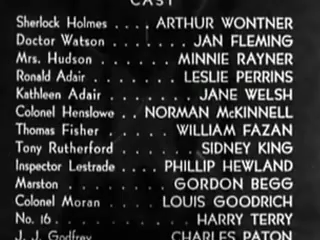 CAST
Sherlock Holmes .... ARTHUR WONTNER
Doctor Watson ...... JAN FLEMING
Mrs. Hudson ...... MINNIE RAYNER
Ronald Adair ....... LESLIE PERRINS
Kathleen Adair ....... JANE WELSH
Colonel Henslowe .. NORMAN McKINNELL
Thomas Fisher ..... WILLIAM FAZAN
Tony Rutherford ...... SIDNEY KING
Inspector Lestrade .... PHILLIP HEWLAND
Marston ......... GORDON BEGG
Colonel Moran ..... LOUIS GOODRICH
No. 16 .......... HARRY TERRY
J. J. Godfrey ....... CHARLES PATON